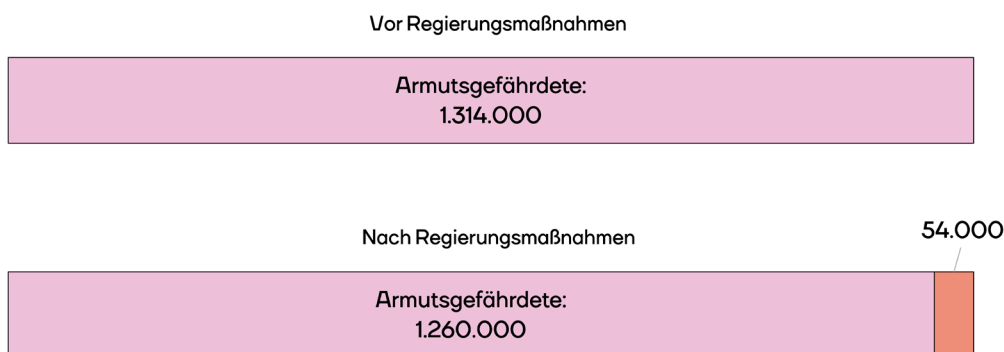 Vor Regierungsmaßnahmen
Armutsgefährdete:
1.314.000
Nach Regierungsmaßnahmen
54.000
Armutsgefährdete:
1.260.000